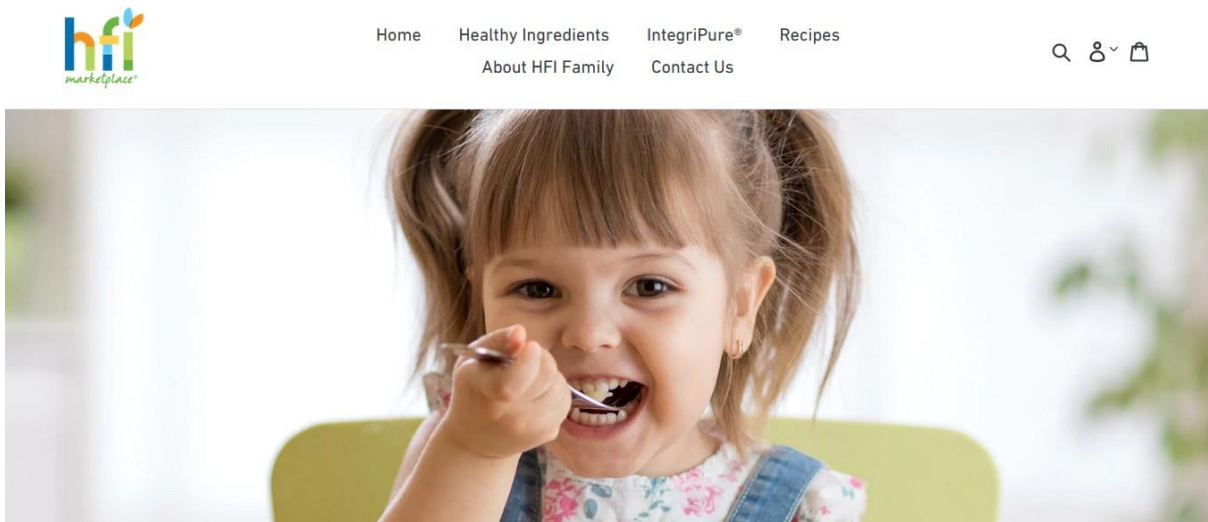 hfi
marketplace®
Home Healthy Ingredients IntegriPure® Recipes
About HFI Family Contact Us